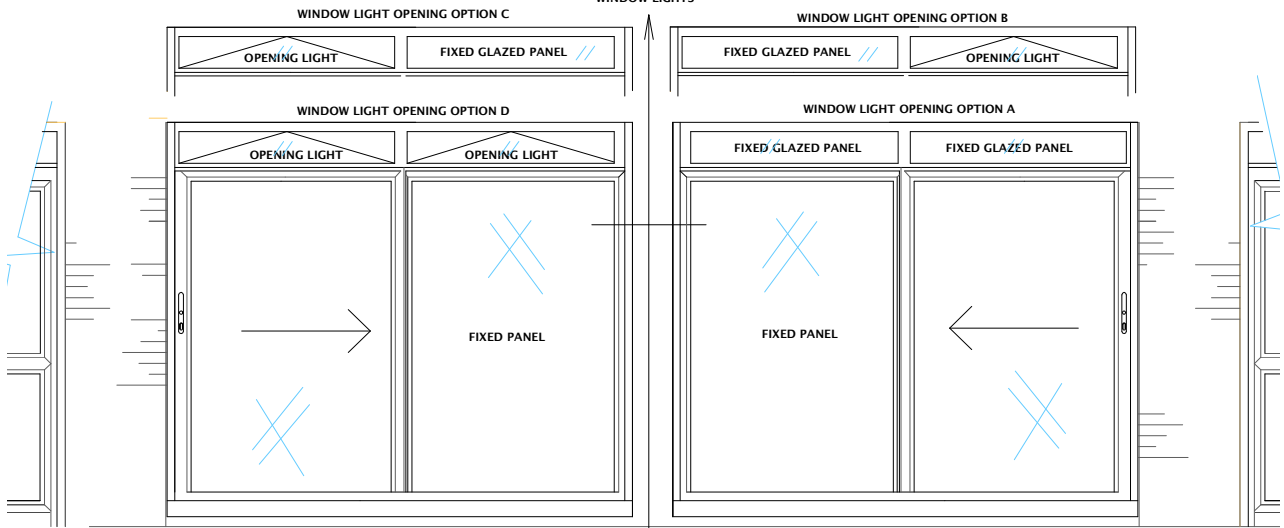 WINDOW LIGHTS
WINDOW LIGHT OPENING OPTION C
WINDOW LIGHT OPENING OPTION B
OPENING LIGHT
FIXED GLAZED PANEL
FIXED GLAZED PANEL
OPENING LIGHT
WINDOW LIGHT OPENING OPTION D
WINDOW LIGHT OPENING OPTION A
OPENING LIGHT
OPENING LIGHT
FIXED GLAZED PANEL
FIXED GLAZED PANEL
FIXED PANEL
FIXED PANEL